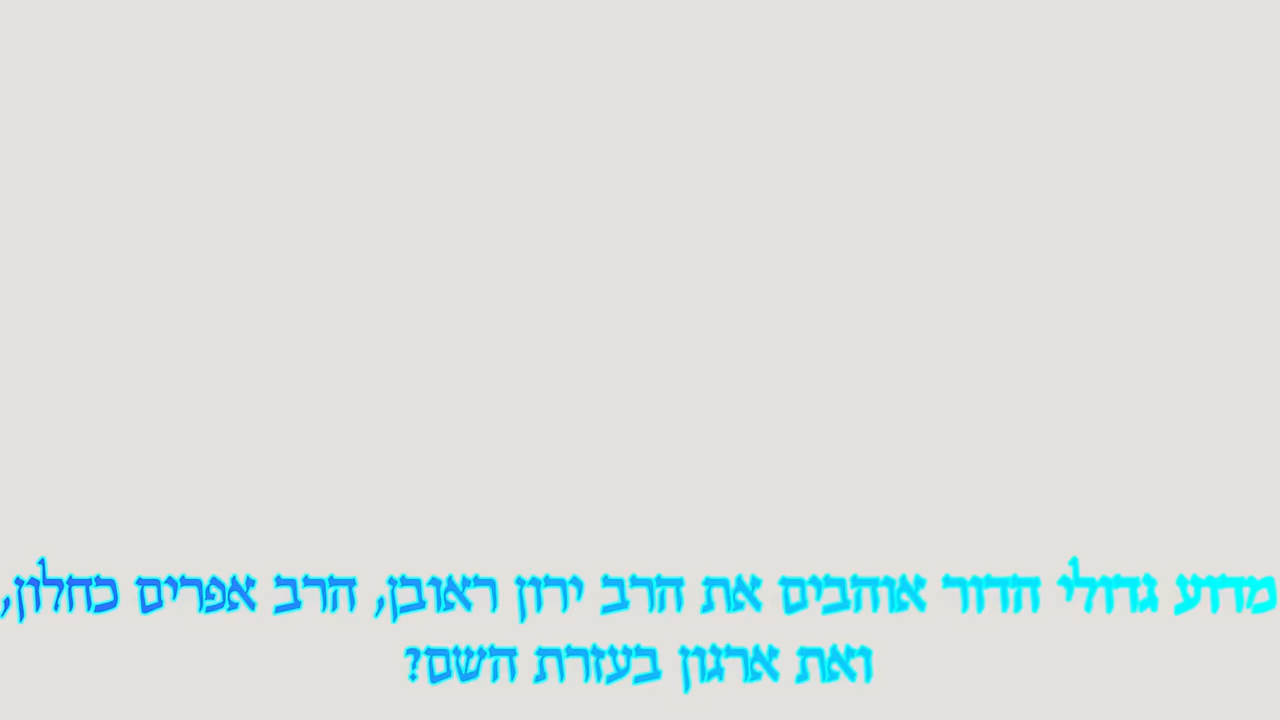 מדוע גדולי הדור אוהבים את הרב ירון ראובן, הרב אפרים כחלון,
ואת ארגון בעזרת השם?